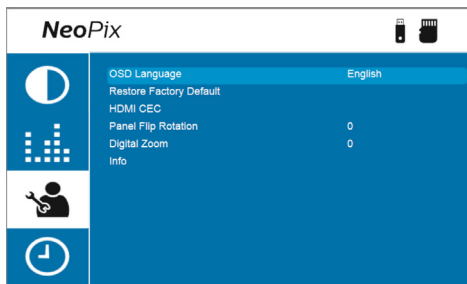 NeoPix
OSD Language English
Restore Factory Default
HDMI CEC
Panel Flip Rotation 0
Digital Zoom 0
Info